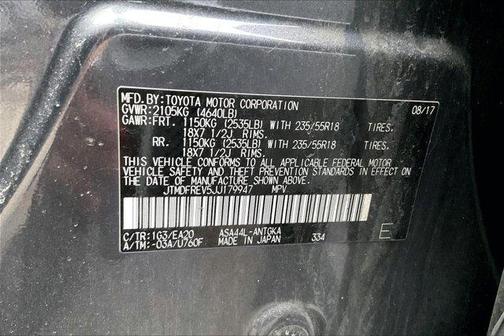 MFD.BY:TOYOTA MOTOR CORPORATION 08/17
GVWR:2105KG (4640LB)
GAWR:FRT. 1150KG (2535LB) WITH 235/55R18 TIRES.
18X7 1/2J RIMS.
RR. 1150KG (2535LB) WITH 235/55R18 TIRES.
18X7 1/2J RIMS.
THIS VEHICLE CONFORMS TO ALL APPLICABLE FEDERAL MOTOR
VEHICLE SAFETY AND THEFT PREVENTION STANDARDS IN
EFFECT ON THE DATE OF MANUFACTURE SHOWN ABOVE.
JTMDFREV5JJ179947 MPV
C/TR:1G3/EA20 ASA44L-ANTGKA
A/TM:-03A/U760F MADE IN JAPAN 334 E